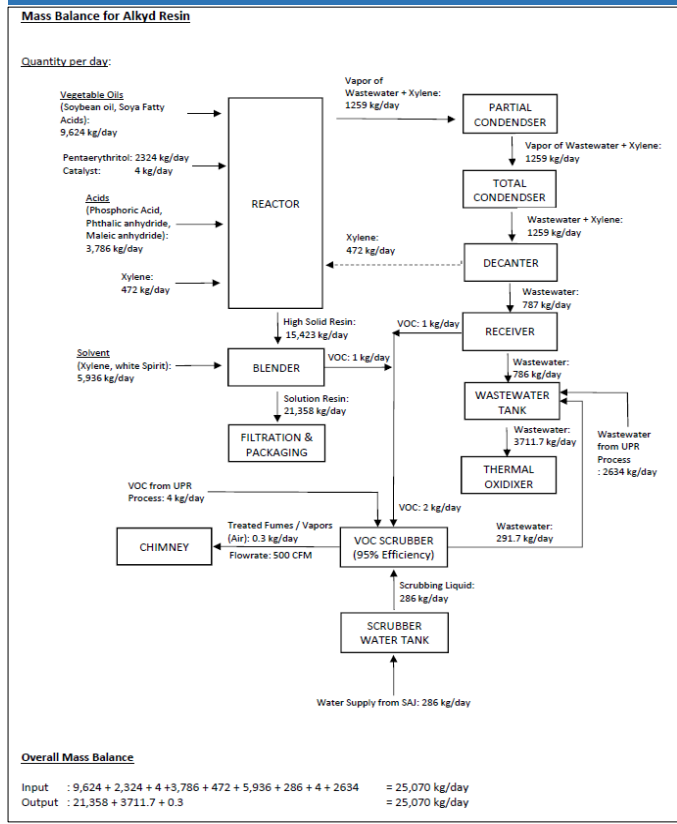 Mass Balance for Alkyd Resin
Quantity per day:
Vegetable Oils
(Soybean oil, Soya Fatty
Acids):
9,624 kg/day
Pentaerythritol: 2324 kg/day
Catalyst: 4 kg/day
Acids
(Phosphoric Acid,
Phthalic anhydride,
Maleic anhydride):
3,786 kg/day
Xylene:
472 kg/day
REACTOR
Vapor of
Wastewater + Xylene:
1259 kg/day
PARTIAL
CONDENDSER
Vapor of Wastewater + Xylene:
1259 kg/day
TOTAL
CONDENDSER
Wastewater + Xylene:
1259 kg/day
Xylene:
472 kg/day
DECANTER
Wastewater:
787 kg/day
High Solid Resin:
15,423 kg/day
VOC: 1 kg/day
RECEIVER
Solvent
(Xylene, white Spirit):
5,936 kg/day
BLENDER
VOC: 1 kg/day
Wastewater:
786 kg/day
Solution Resin:
21,358 kg/day
WASTEWATER
TANK
FILTRATION &
PACKAGING
Wastewater:
3711.7 kg/day
Wastewater
from UPR
Process
: 2634 kg/day
THERMAL
OXIDIXER
VOC from UPR
Process: 4 kg/day
VOC: 2 kg/day
Treated Fumes / Vapors
(Air): 0.3 kg/day
Flowrate: 500 CFM
CHIMNEY
VOC SCRUBBER
(95% Efficiency)
Wastewater:
291.7 kg/day
Scrubbing Liquid:
286 kg/day
SCRUBBER
WATER TANK
Water Supply from SAJ: 286 kg/day
Overall Mass Balance
Input : 9,624 + 2,324 + 4 +3,786 + 472 + 5,936 + 286 + 4 + 2634 = 25,070 kg/day
Output : 21,358 + 3711.7 + 0.3 = 25,070 kg/day